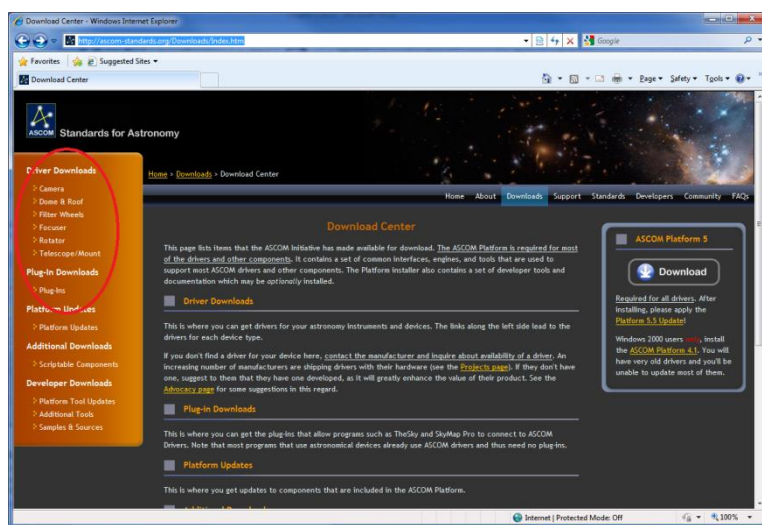 Download Center - Windows Internet Explorer
http://ascom-standards.org/Downloads/Index.htm
Google
Favorites
Suggested Sites
Download Center
Page
Safety
Tools
ASCOM
Standards for Astronomy
Home > Downloads > Download Center
Home About Downloads Support Standards Developers Community FAQs
Driver Downloads
Camera
Dome & Roof
Filter Wheels
Focuser
Rotator
Telescope/Mount
Plug-In Downloads
Plug-Ins
Platform Updates
Platform Updates
Additional Downloads
Scriptable Components
Developer Downloads
Platform Tool Updates
Additional Tools
Samples & Sources
Download Center
This page lists items that the ASCOM Initiative has made available for download. The ASCOM Platform is required for most
of the drivers and other components. It contains a set of common interfaces, engines, and tools that are used to
support most ASCOM drivers and other components. The Platform installer also contains a set of developer tools and
documentation which may be optionally installed.
Driver Downloads
This is where you can get drivers for your astronomy instruments and devices. The links along the left side lead to the
drivers for each device type.
If you don't find a driver for your device here, contact the manufacturer and inquire about availability of a driver. An
increasing number of manufacturers are shipping drivers with their hardware (see the Projects page). If they don't have
one, suggest to them that they have one developed, as it will greatly enhance the value of their product. See the
Advocacy page for some suggestions in this regard.
Plug-in Downloads
This is where you can get the plug-ins that allow programs such as TheSky and SkyMap Pro to connect to ASCOM
Drivers. Note that most programs that use astronomical devices already use ASCOM drivers and thus need no plug-ins.
Platform Updates
This is where you get updates to components that are included in the ASCOM Platform.
ASCOM Platform 5
Download
Required for all drivers. After
installing, please apply the
Platform 5.5 Update!
Windows 2000 users only, install
the ASCOM Platform 4.1. You will
have very old drivers and you'll be
unable to update most of them.
Internet | Protected Mode: Off
100%